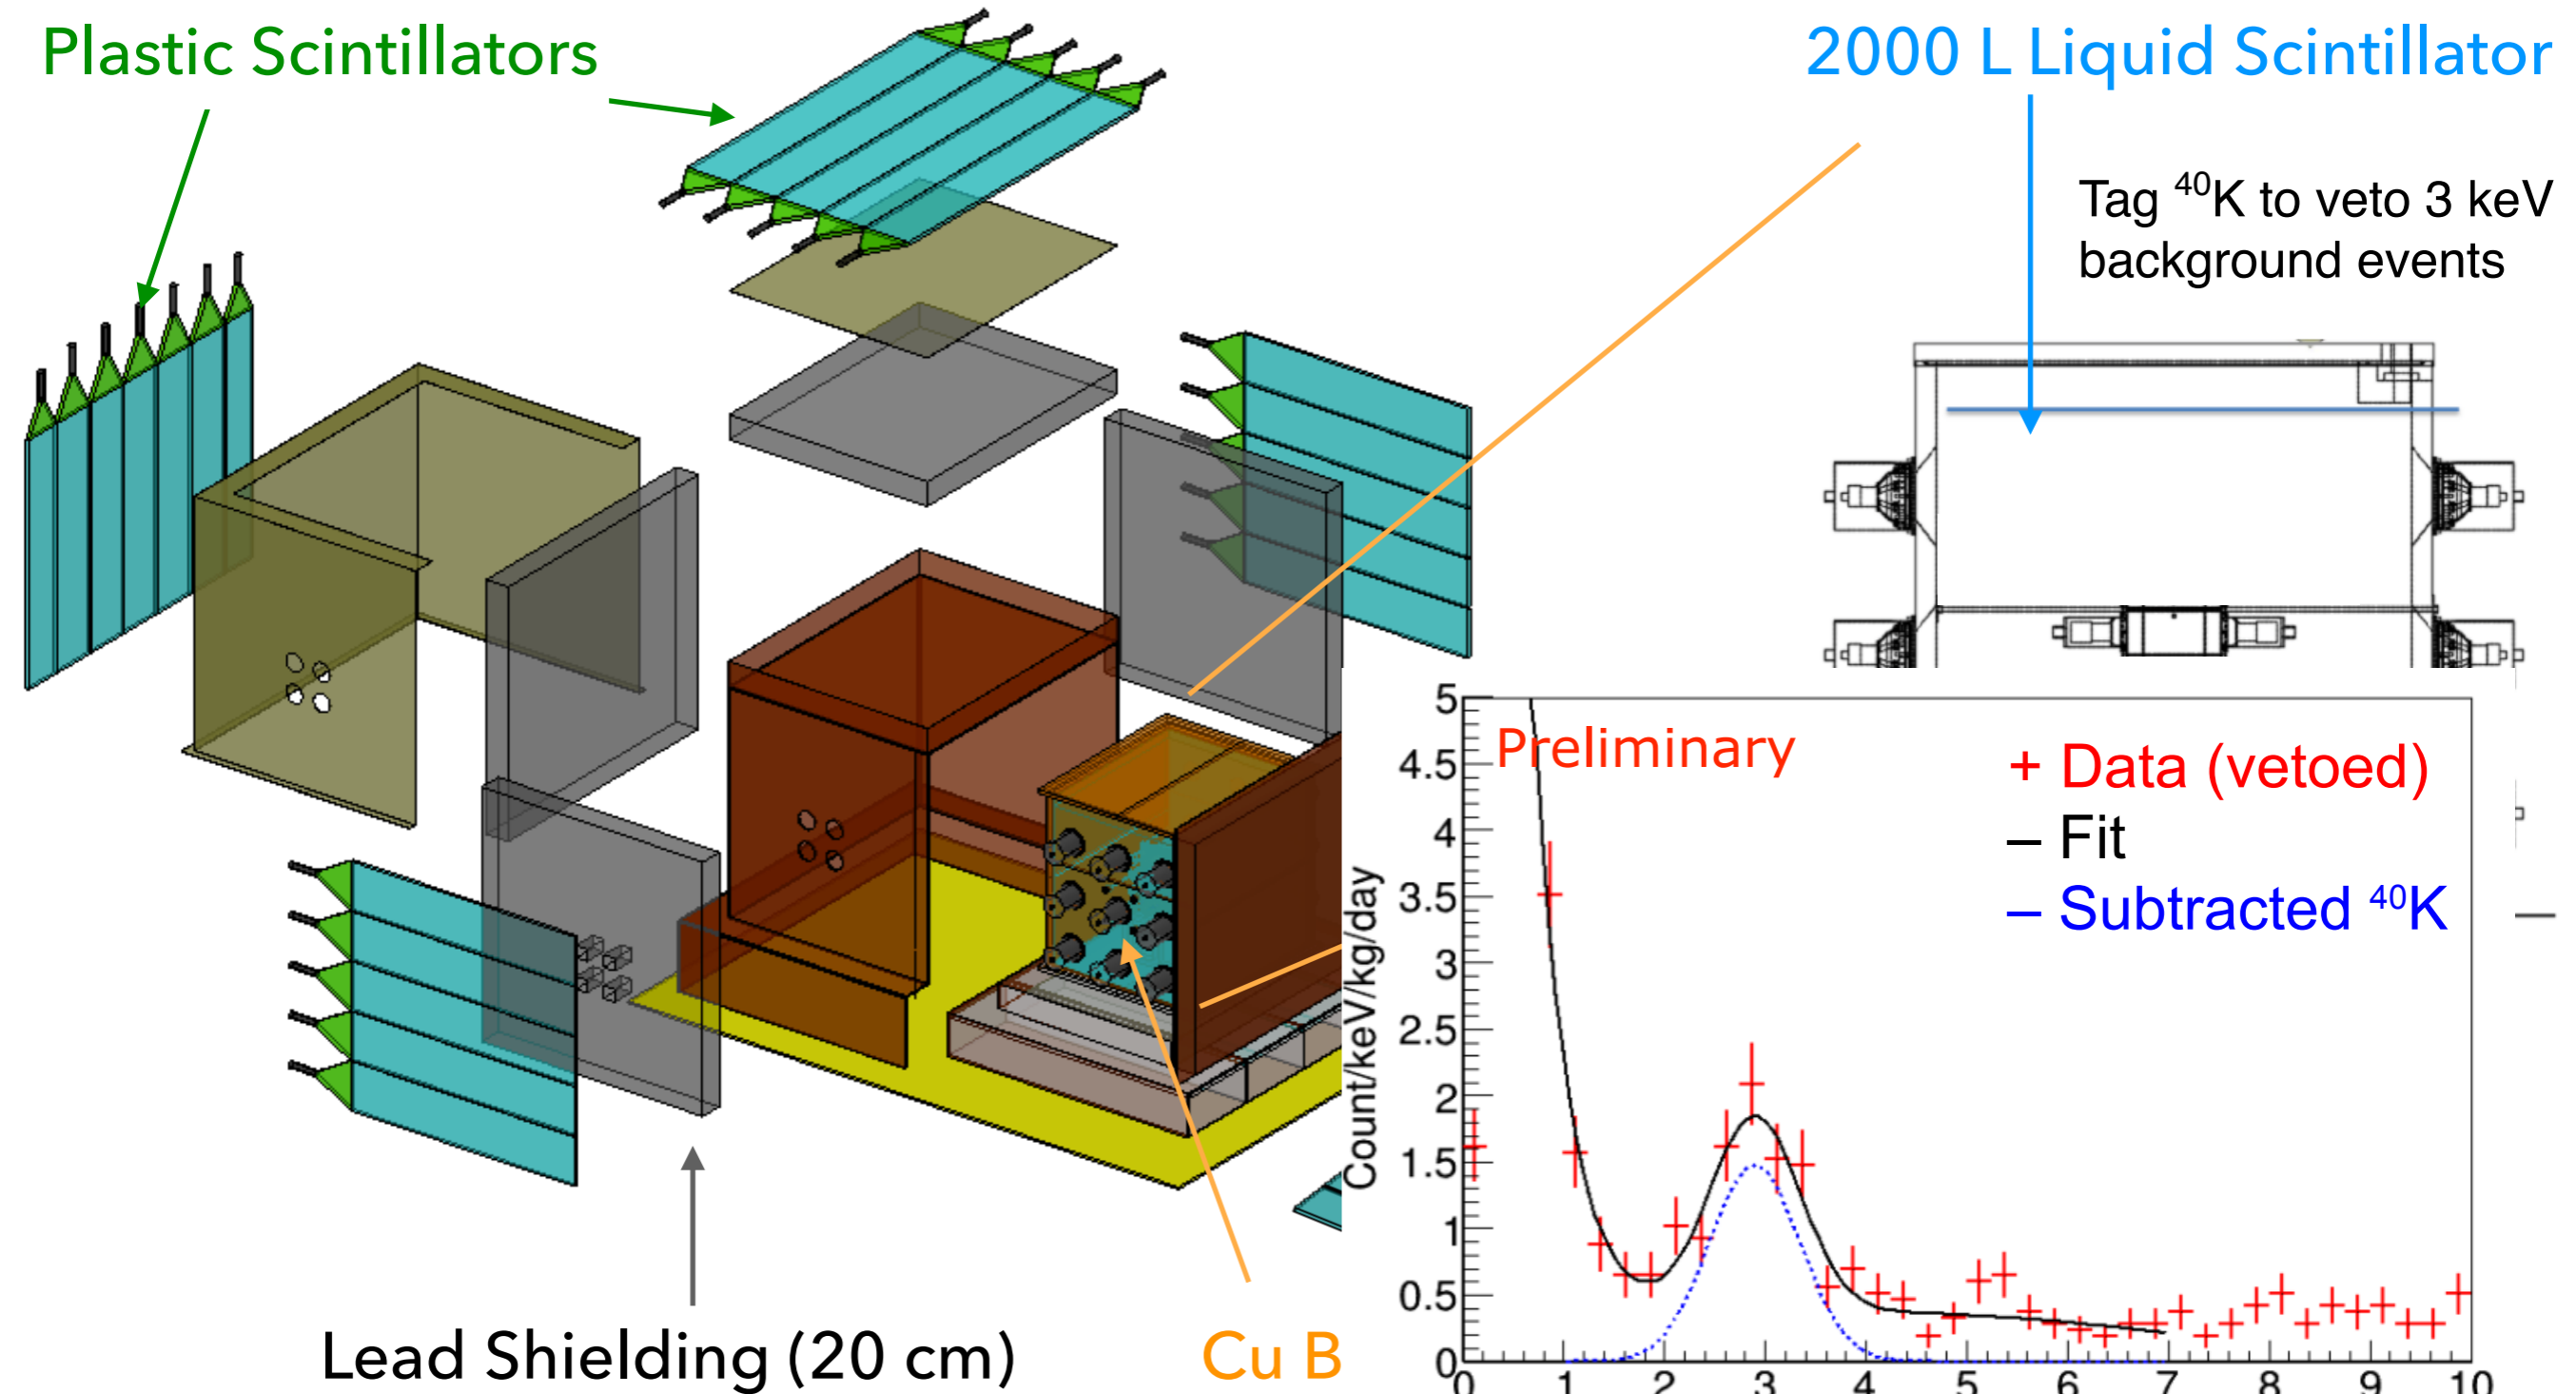 Plastic Scintillators
2000 L Liquid Scintillator
Tag ⁴⁰K to veto 3 keV
background events
Preliminary
+ Data (vetoed)
– Fit
– Subtracted ⁴⁰K
Count/keV/kg/day
5
4.5
4
3.5
3
2.5
2
1.5
1
0.5
0
0 1 2 3 4 5 6 7 8 9 10
Lead Shielding (20 cm)
Cu B